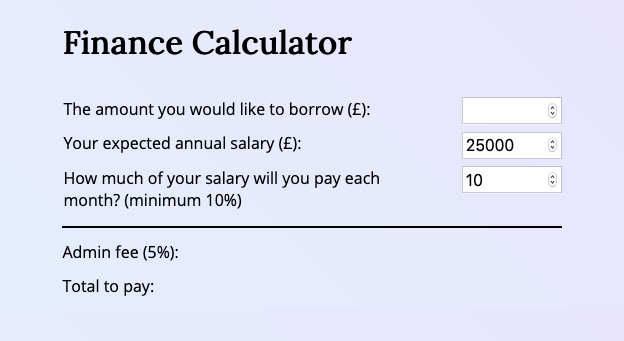 Finance Calculator
The amount you would like to borrow (£):
Your expected annual salary (£): 25000
How much of your salary will you pay each 10
month? (minimum 10%)
Admin fee (5%):
Total to pay: